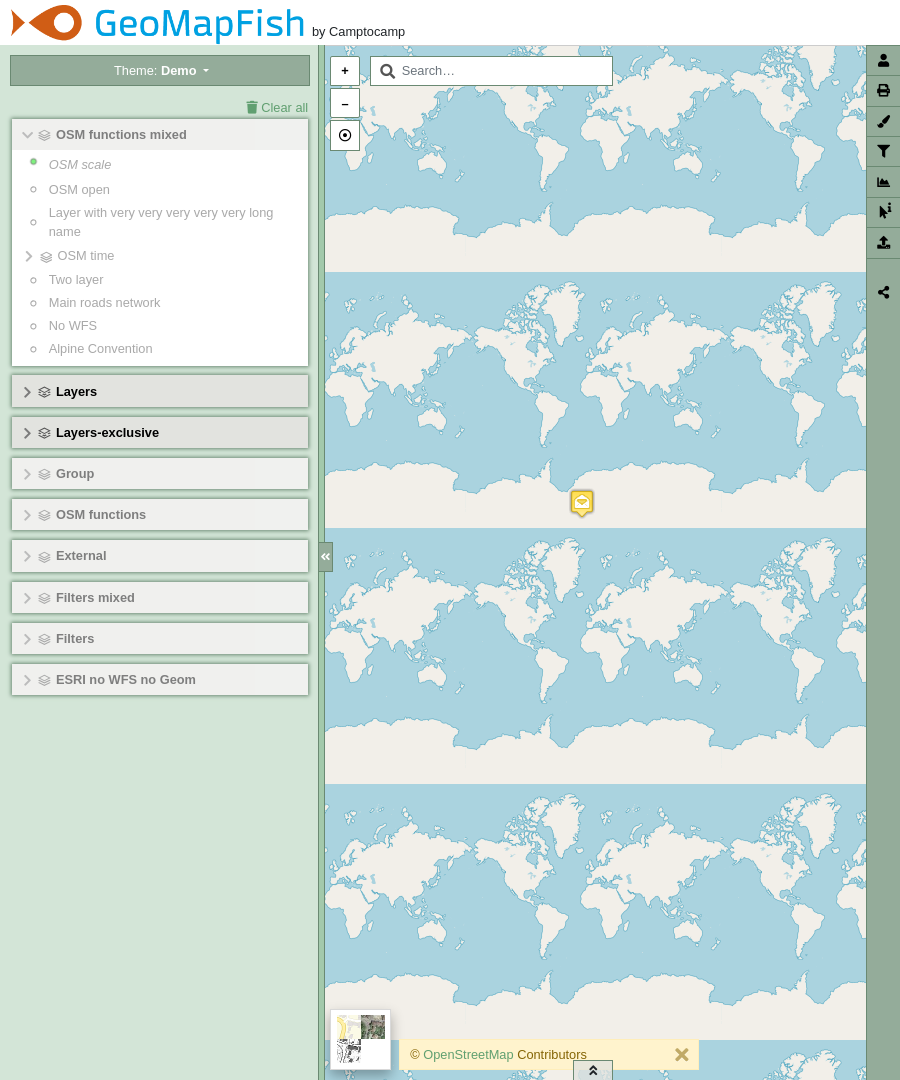 GeoMapFish by Camptocamp
Theme: Demo
Clear all
OSM functions mixed
OSM scale
OSM open
Layer with very very very very very long
name
OSM time
Two layer
Main roads network
No WFS
Alpine Convention
Layers
Layers-exclusive
Group
OSM functions
External
Filters mixed
Filters
ESRI no WFS no Geom
+
Search…
−
© OpenStreetMap Contributors